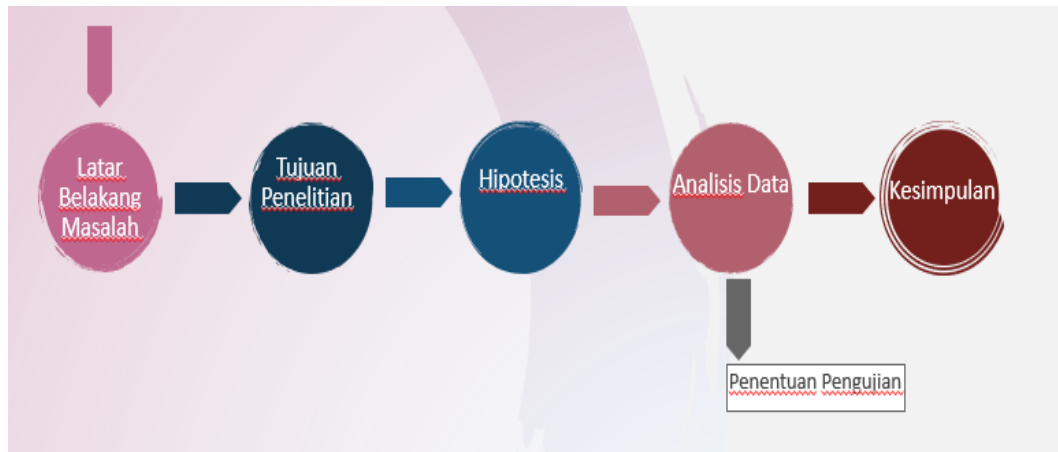 Latar
Belakang
Masalah
Tujuan
Penelitian
Hipotesis
Analisis Data
Kesimpulan
Penentuan Pengujian